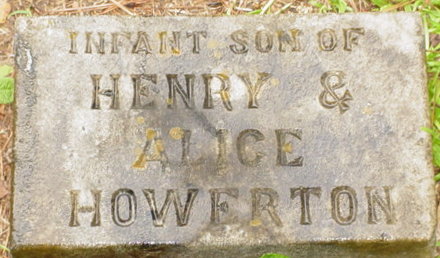 INFANT SON OF
HENRY &
ALICE
HOWERTON